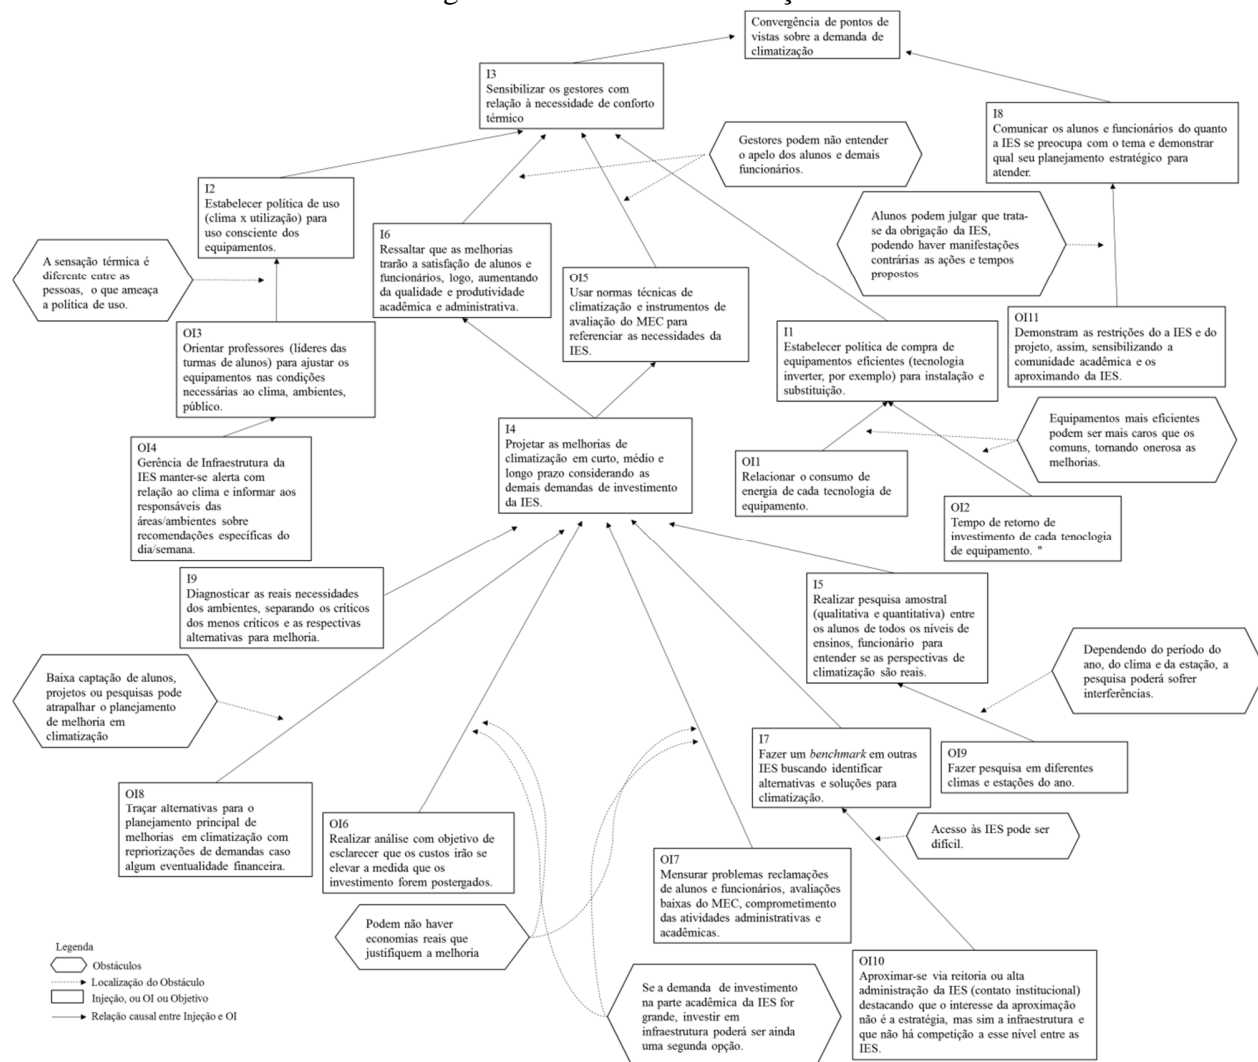 Convergência de pontos de
vistas sobre a demanda de
climatização
I3
Sensibilizar os gestores com
relação à necessidade de conforto
térmico
I8
Comunicar os alunos e funcionários do quanto
a IES se preocupa com o tema e demonstrar
qual seu planejamento estratégico para
atender.
Gestores podem não entender
o apelo dos alunos e demais
funcionários.
I2
Estabelecer política de uso
(clima x utilização) para
uso consciente dos
equipamentos.
Alunos podem julgar que trata-
se da obrigação da IES,
podendo haver manifestações
contrárias as ações e tempos
propostos
I6
Ressaltar que as melhorias
trarão a satisfação de alunos e
funcionários, logo, aumentando
da qualidade e produtividade
acadêmica e administrativa.
A sensação térmica é
diferente entre as
pessoas, o que ameaça
a política de uso.
OI5
Usar normas técnicas de
climatização e instrumentos de
avaliação do MEC para
referenciar as necessidades da
IES.
OI11
Demonstram as restrições do a IES e do
projeto, assim, sensibilizando a
comunidade acadêmica e os
aproximando da IES.
OI3
Orientar professores (líderes das
turmas de alunos) para ajustar os
equipamentos nas condições
necessárias ao clima, ambientes,
público.
I1
Estabelecer política de compra de
equipamentos eficientes (tecnologia
inverter, por exemplo) para instalação e
substituição.
Equipamentos mais eficientes
podem ser mais caros que os
comuns, tornando onerosa as
melhorias.
I4
Projetar as melhorias de
climatização em curto, médio e
longo prazo considerando as
demais demandas de investimento
da IES.
OI4
Gerência de Infraestrutura da
IES manter-se alerta com
relação ao clima e informar aos
responsáveis das
áreas/ambientes sobre
recomendações específicas do
dia/semana.
OI1
Relacionar o consumo de
energia de cada tecnologia de
equipamento.
OI2
Tempo de retorno de
investimento de cada tenoclogia
de equipamento. "
I9
Diagnosticar as reais necessidades
dos ambientes, separando os críticos
dos menos críticos e as respectivas
alternativas para melhoria.
I5
Realizar pesquisa amostral
(qualitativa e quantitativa) entre
os alunos de todos os níveis de
ensinos, funcionário para
entender se as perspectivas de
climatização são reais.
Dependendo do período do
ano, do clima e da estação, a
pesquisa poderá sofrer
interferências.
Baixa captação de alunos,
projetos ou pesquisas pode
atrapalhar o planejamento
de melhoria em
climatização
I7
Fazer um benchmark em outras
IES buscando identificar
alternativas e soluções para
climatização.
OI9
Fazer pesquisa em diferentes
climas e estações do ano.
OI8
Traçar alternativas para o
planejamento principal de
melhorias em climatização com
repriorizações de demandas caso
algum eventualidade financeira.
OI6
Realizar análise com objetivo de
esclarecer que os custos irão se
elevar a medida que os
investimento forem postergados.
Acesso às IES pode ser
difícil.
OI7
Mensurar problemas reclamações
de alunos e funcionários, avaliações
baixas do MEC, comprometimento
das atividades administrativas e
acadêmicas.
Podem não haver
economias reais que
justifiquem a melhoria
OI10
Aproximar-se via reitoria ou alta
administração da IES (contato institucional)
destacando que o interesse da aproximação
não é a estratégia, mas sim a infraestrutura e
que não há competição a esse nível entre as
IES.
Se a demanda de investimento
na parte acadêmica da IES for
grande, investir em
infraestrutura poderá ser ainda
uma segunda opção.
Legenda
Obstáculos
Localização do Obstáculo
Injeção, ou OI ou Objetivo
Relação causal entre Injeção e OI